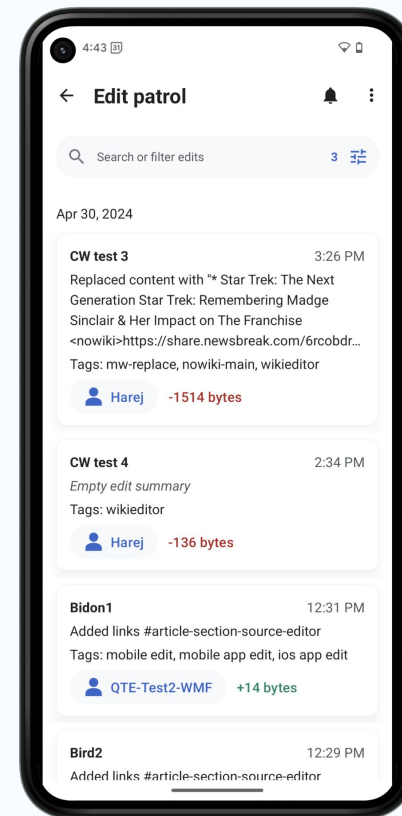 4:43 31
Edit patrol
Search or filter edits 3
Apr 30, 2024
CW test 3 3:26 PM
Replaced content with "* Star Trek: The Next
Generation Star Trek: Remembering Madge
Sinclair & Her Impact on The Franchise
<nowiki>https://share.newsbreak.com/6rcobdr...
Tags: mw-replace, nowiki-main, wikieditor
Harej -1514 bytes
CW test 4 2:34 PM
Empty edit summary
Tags: wikieditor
Harej -136 bytes
Bidon1 12:31 PM
Added links #article-section-source-editor
Tags: mobile edit, mobile app edit, ios app edit
QTE-Test2-WMF +14 bytes
Bird2 12:29 PM
Added links #article-section-source-editor